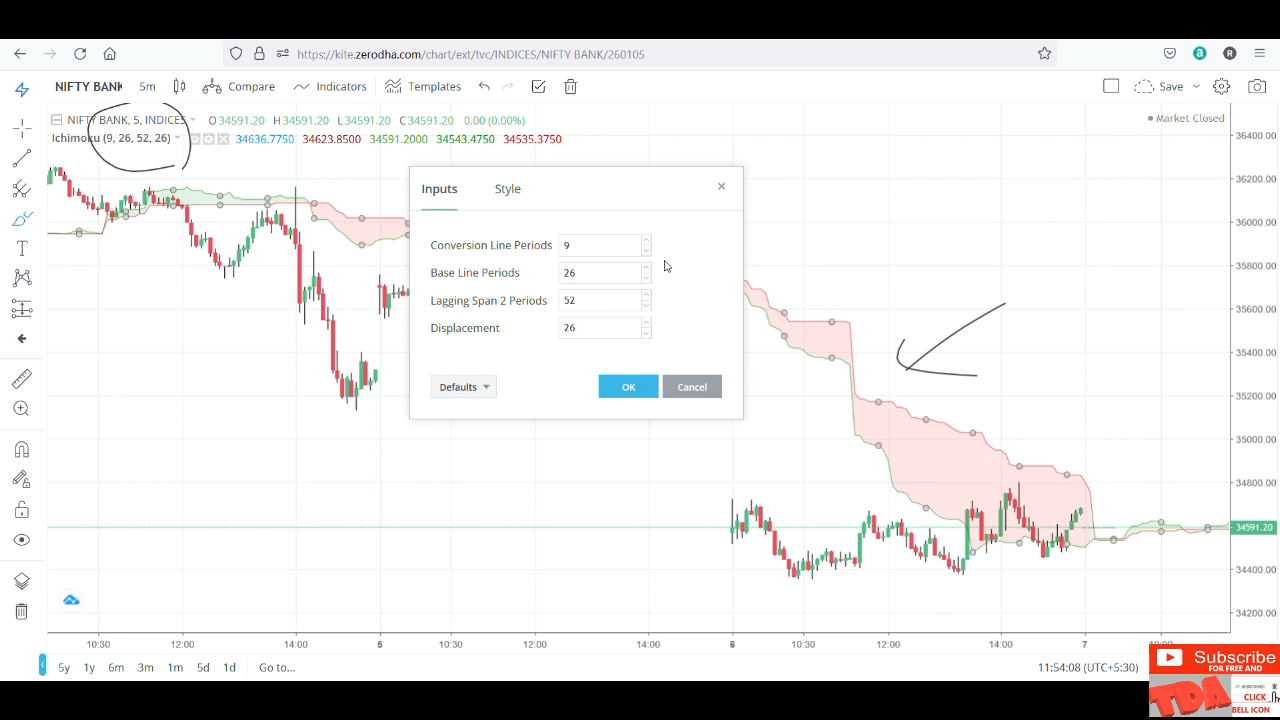 https://kite.zerodha.com/chart/ext/tvc/INDICES/NIFTY BANK/260105
NIFTY BANK 5m Compare Indicators Templates Save
NIFTY BANK, 5, INDICES O34591.20 H34591.20 L34591.20 C34591.20 0.00 (0.00%)
Market Closed
Ichimoku (9, 26, 52, 26) 34636.7750 34623.8500 34591.2000 34543.4750 34535.3750
Inputs Style
Conversion Line Periods 9
Base Line Periods 26
Lagging Span 2 Periods 52
Displacement 26
Defaults OK Cancel
36400.00
36200.00
36000.00
35800.00
35600.00
35400.00
35200.00
35000.00
34800.00
34591.20
34400.00
34200.00
10:30 12:00 14:00 5 10:30 12:00 14:00 6 10:30 12:00 14:00 7
5y 1y 6m 3m 1m 5d 1d Go to... 11:54:08 (UTC+5:30)
Subscribe
FOR FREE AND
TDA
SUBSCRIBED
CLICK
BELL ICON